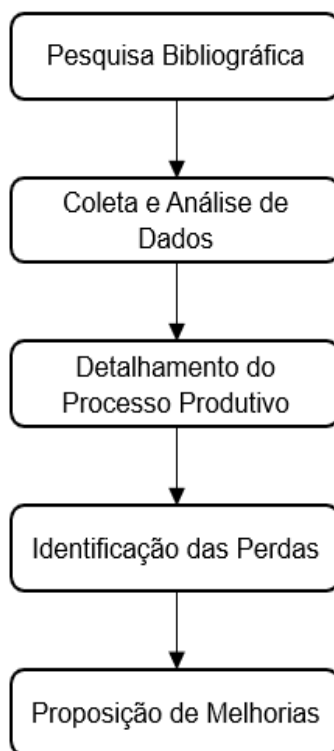 Pesquisa Bibliográfica
Coleta e Análise de
Dados
Detalhamento do
Processo Produtivo
Identificação das Perdas
Proposição de Melhorias